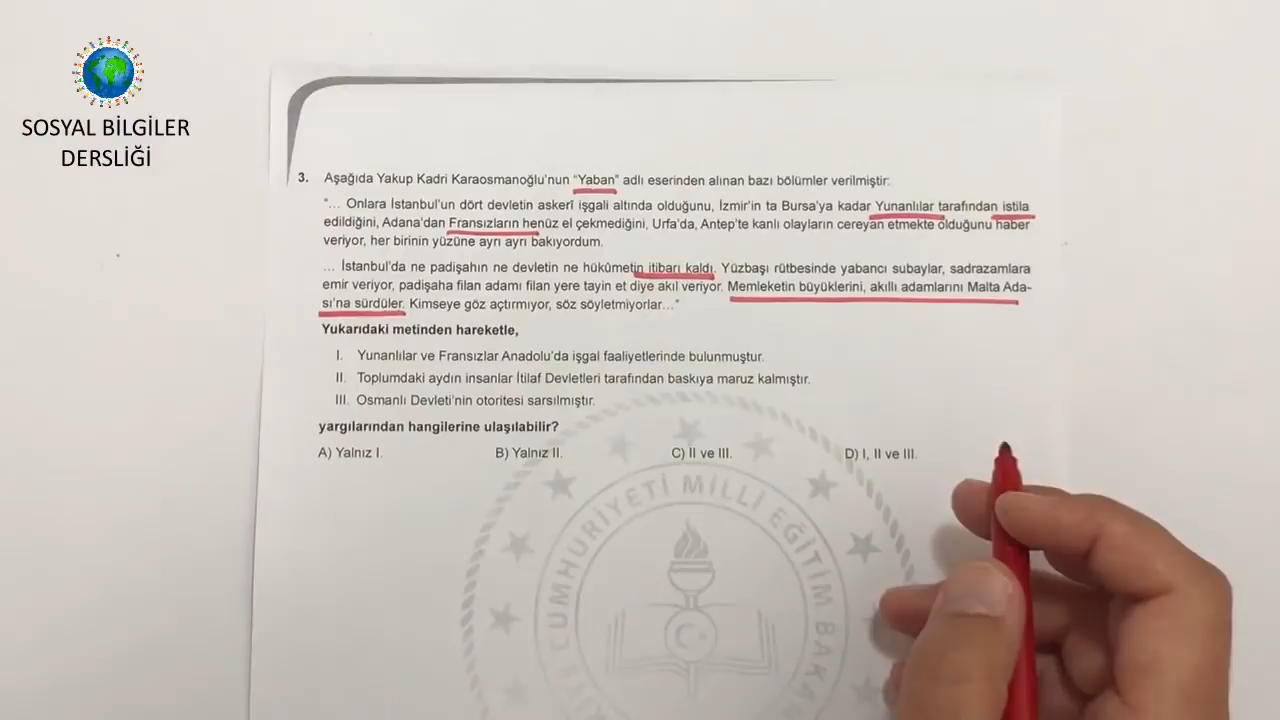 SOSYAL BİLGİLER
DERSLİĞİ
3. Aşağıda Yakup Kadri Karaosmanoğlu'nun "Yaban" adlı eserinden alınan bazı bölümler verilmiştir:
"... Onlara İstanbul'un dört devletin askerî işgali altında olduğunu, İzmir'in ta Bursa'ya kadar Yunanlılar tarafından istila
edildiğini, Adana'dan Fransızların henüz el çekmediğini, Urfa'da, Antep'te kanlı olayların cereyan etmekte olduğunu haber
veriyor, her birinin yüzüne ayrı ayrı bakıyordum.
... İstanbul'da ne padişahın ne devletin ne hükûmetin itibarı kaldı. Yüzbaşı rütbesinde yabancı subaylar, sadrazamlara
emir veriyor, padişaha filan adamı filan yere tayin et diye akıl veriyor. Memleketin büyüklerini, akıllı adamlarını Malta Ada-
sı'na sürdüler. Kimseye göz açtırmıyor, söz söyletmiyorlar..."
Yukarıdaki metinden hareketle,
I. Yunanlılar ve Fransızlar Anadolu'da işgal faaliyetlerinde bulunmuştur.
II. Toplumdaki aydın insanlar İtilaf Devletleri tarafından baskıya maruz kalmıştır.
III. Osmanlı Devleti'nin otoritesi sarsılmıştır.
yargılarından hangilerine ulaşılabilir?
A) Yalnız I. B) Yalnız II. C) II ve III. D) I, II ve III.
CUMHURİYETİ MİLLÎ EĞİTİM